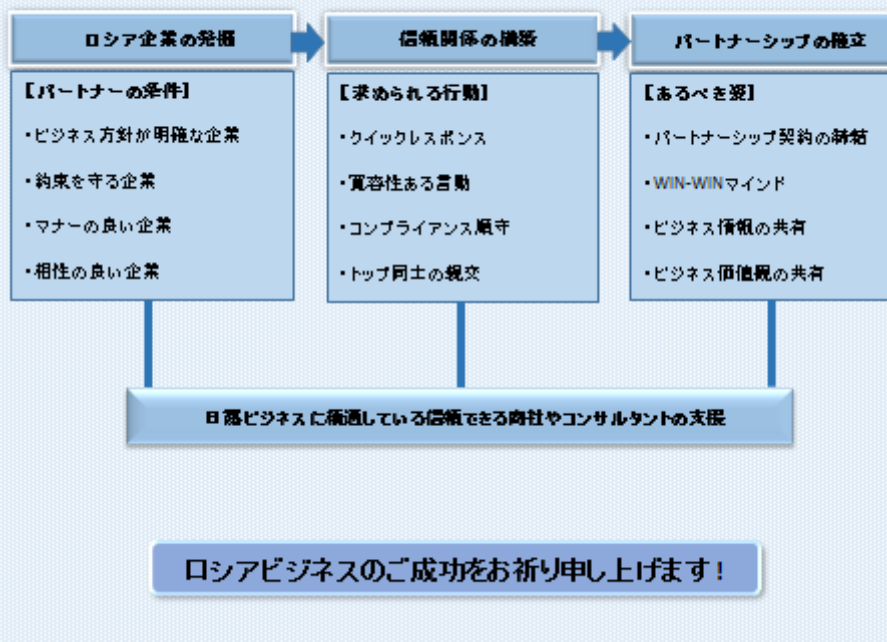 ロシア企業の発掘
信頼関係の構築
パートナーシップの確立
【パートナーの条件】
・ビジネス方針が明確な企業
・約束を守る企業
・マナーの良い企業
・相性の良い企業
【求められる行動】
・クイックレスポンス
・寛容性ある言動
・コンプライアンス順守
・トップ同士の親交
【あるべき姿】
・パートナーシップ契約の締結
・WIN-WINマインド
・ビジネス情報の共有
・ビジネス価値観の共有
日露ビジネスに精通している信頼できる商社やコンサルタントの支援
ロシアビジネスのご成功をお祈り申し上げます!